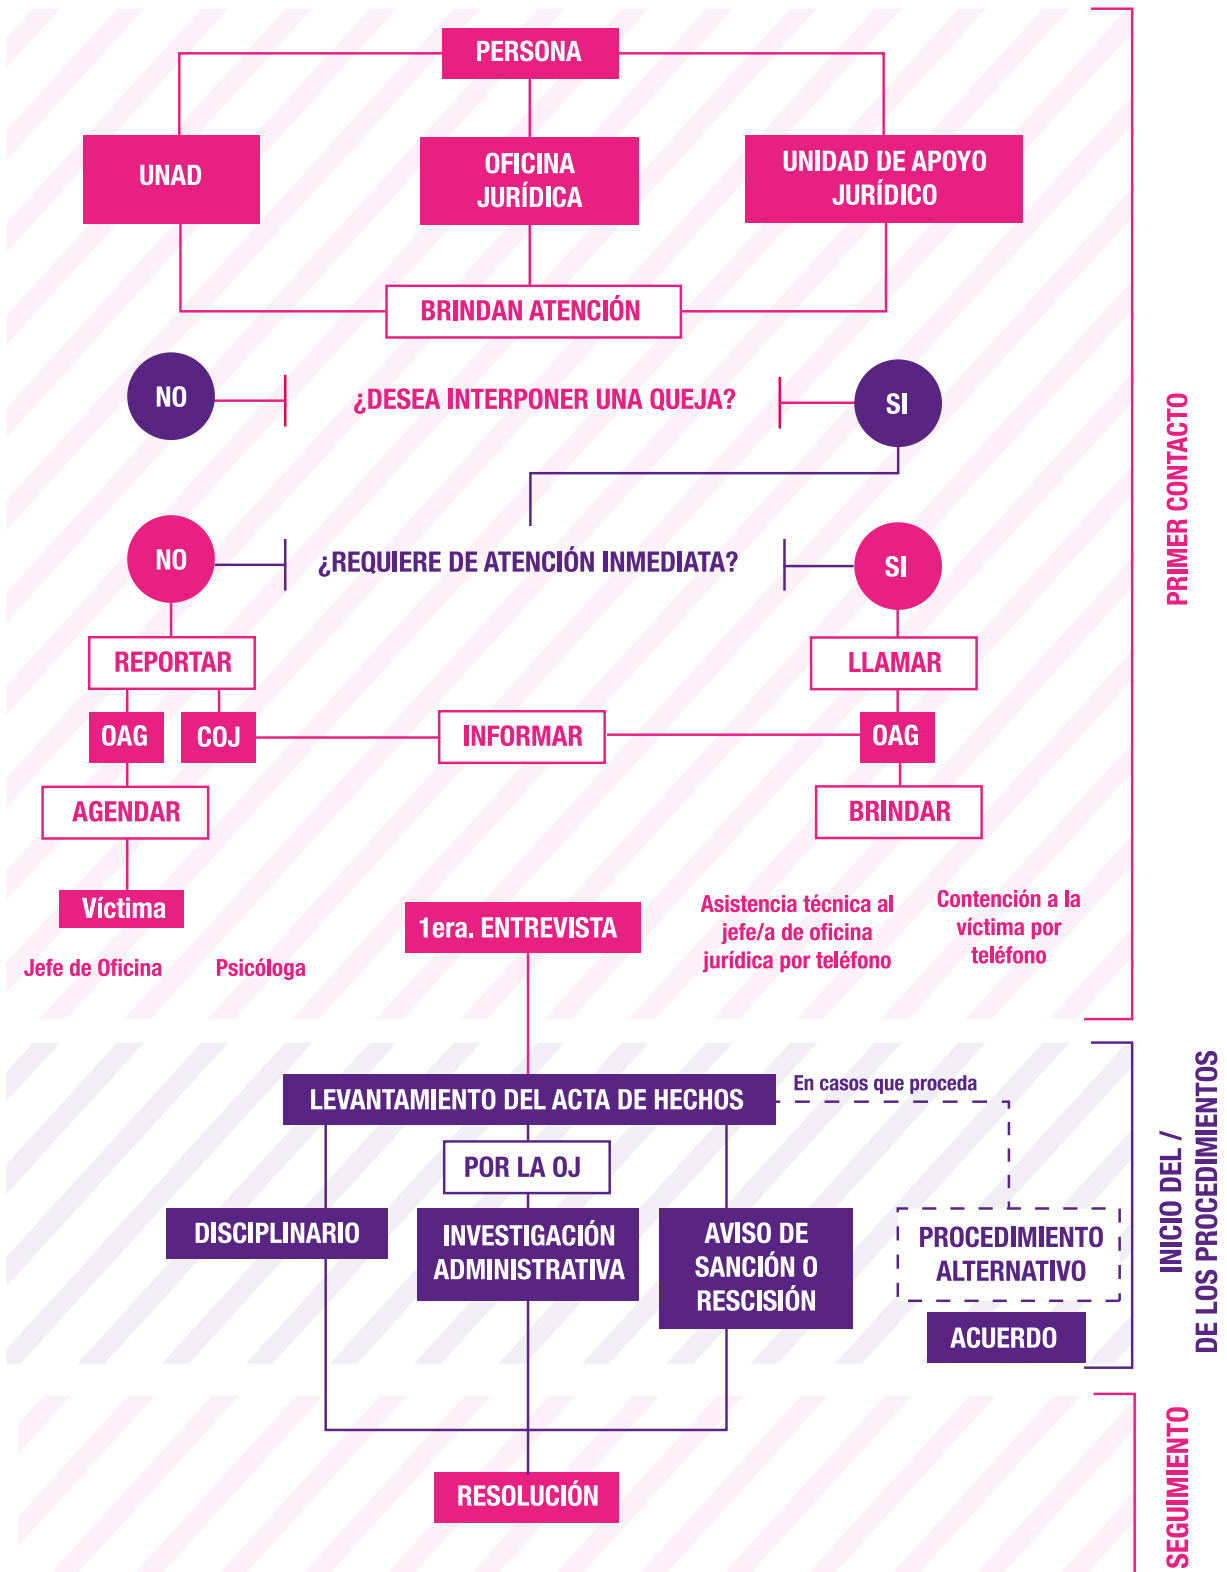 PERSONA
UNAD
OFICINA
JURÍDICA
UNIDAD DE APOYO
JURÍDICO
BRINDAN ATENCIÓN
NO
¿DESEA INTERPONER UNA QUEJA?
SI
NO
¿REQUIERE DE ATENCIÓN INMEDIATA?
SI
REPORTAR
LLAMAR
OAG
COJ
INFORMAR
OAG
AGENDAR
BRINDAR
Víctima
Jefe de Oficina
Psicóloga
1era. ENTREVISTA
Asistencia técnica al
jefe/a de oficina
jurídica por teléfono
Contención a la
víctima por
teléfono
PRIMER CONTACTO
LEVANTAMIENTO DEL ACTA DE HECHOS
En casos que proceda
POR LA OJ
DISCIPLINARIO
INVESTIGACIÓN
ADMINISTRATIVA
AVISO DE
SANCIÓN O
RESCISIÓN
PROCEDIMIENTO
ALTERNATIVO
ACUERDO
INICIO DEL /
DE LOS PROCEDIMIENTOS
RESOLUCIÓN
SEGUIMIENTO